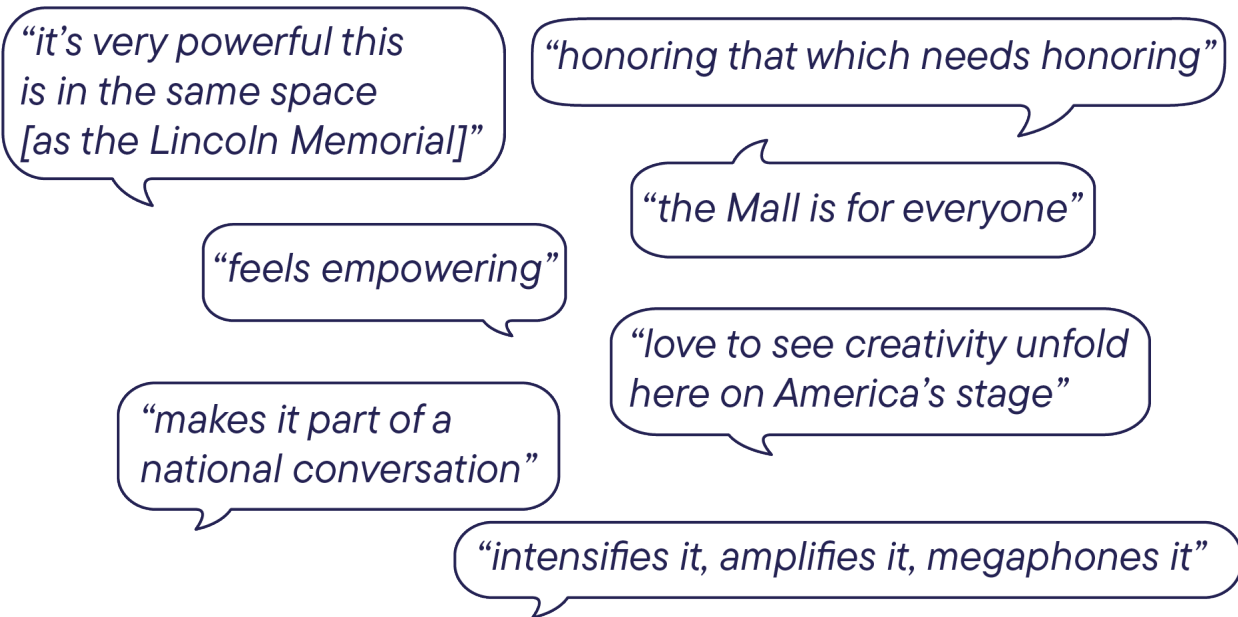 “it’s very powerful this
is in the same space
[as the Lincoln Memorial]”
“honoring that which needs honoring”
“the Mall is for everyone”
“feels empowering”
“love to see creativity unfold
here on America’s stage”
“makes it part of a
national conversation”
“intensifies it, amplifies it, megaphones it”